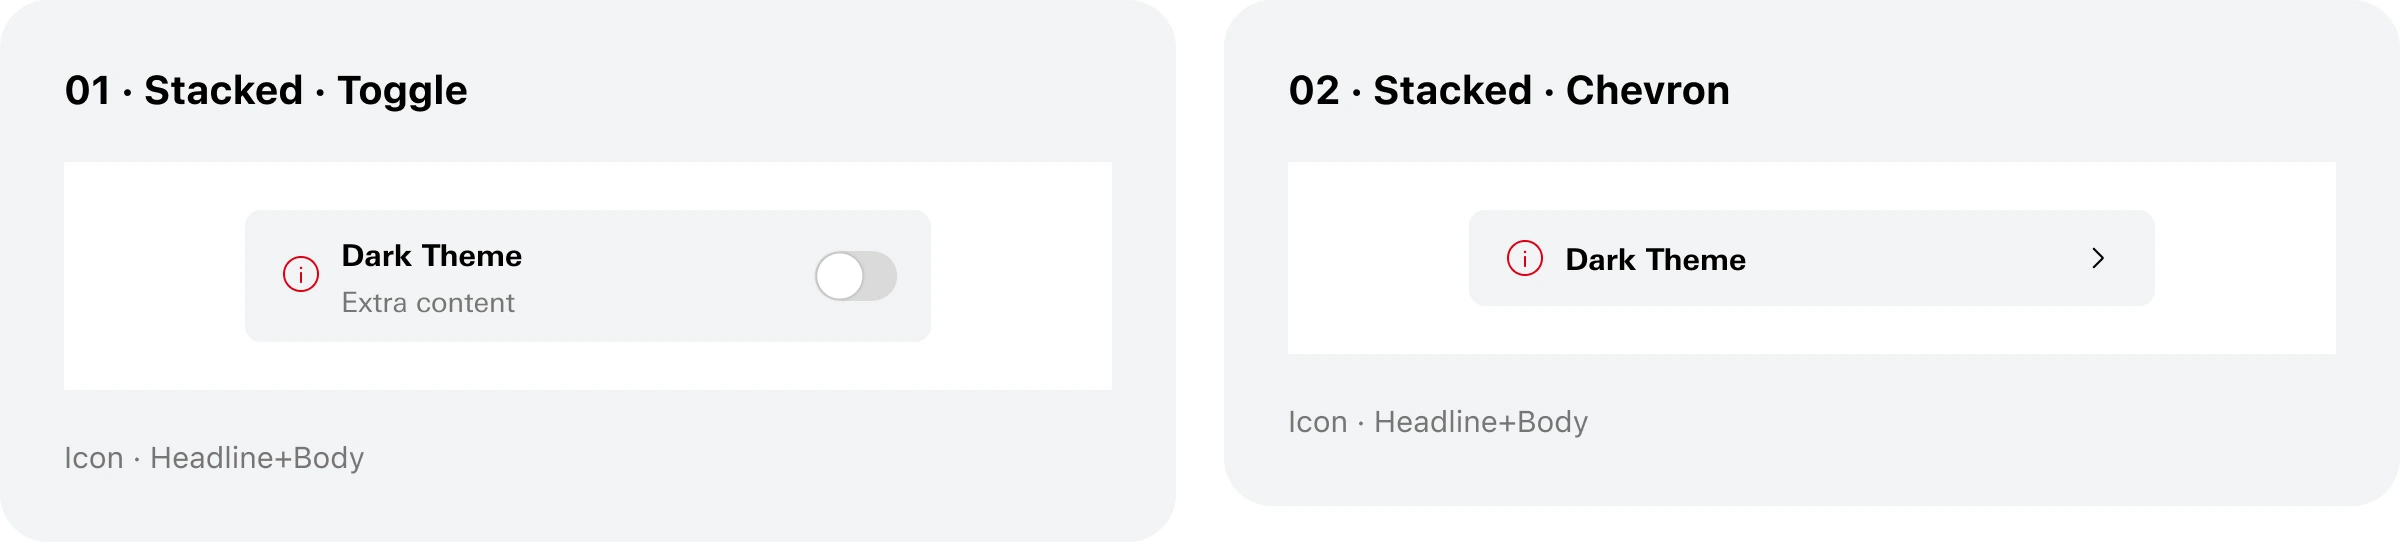 01 · Stacked · Toggle
Dark Theme
Extra content
Icon · Headline+Body
02 · Stacked · Chevron
Dark Theme
Icon · Headline+Body